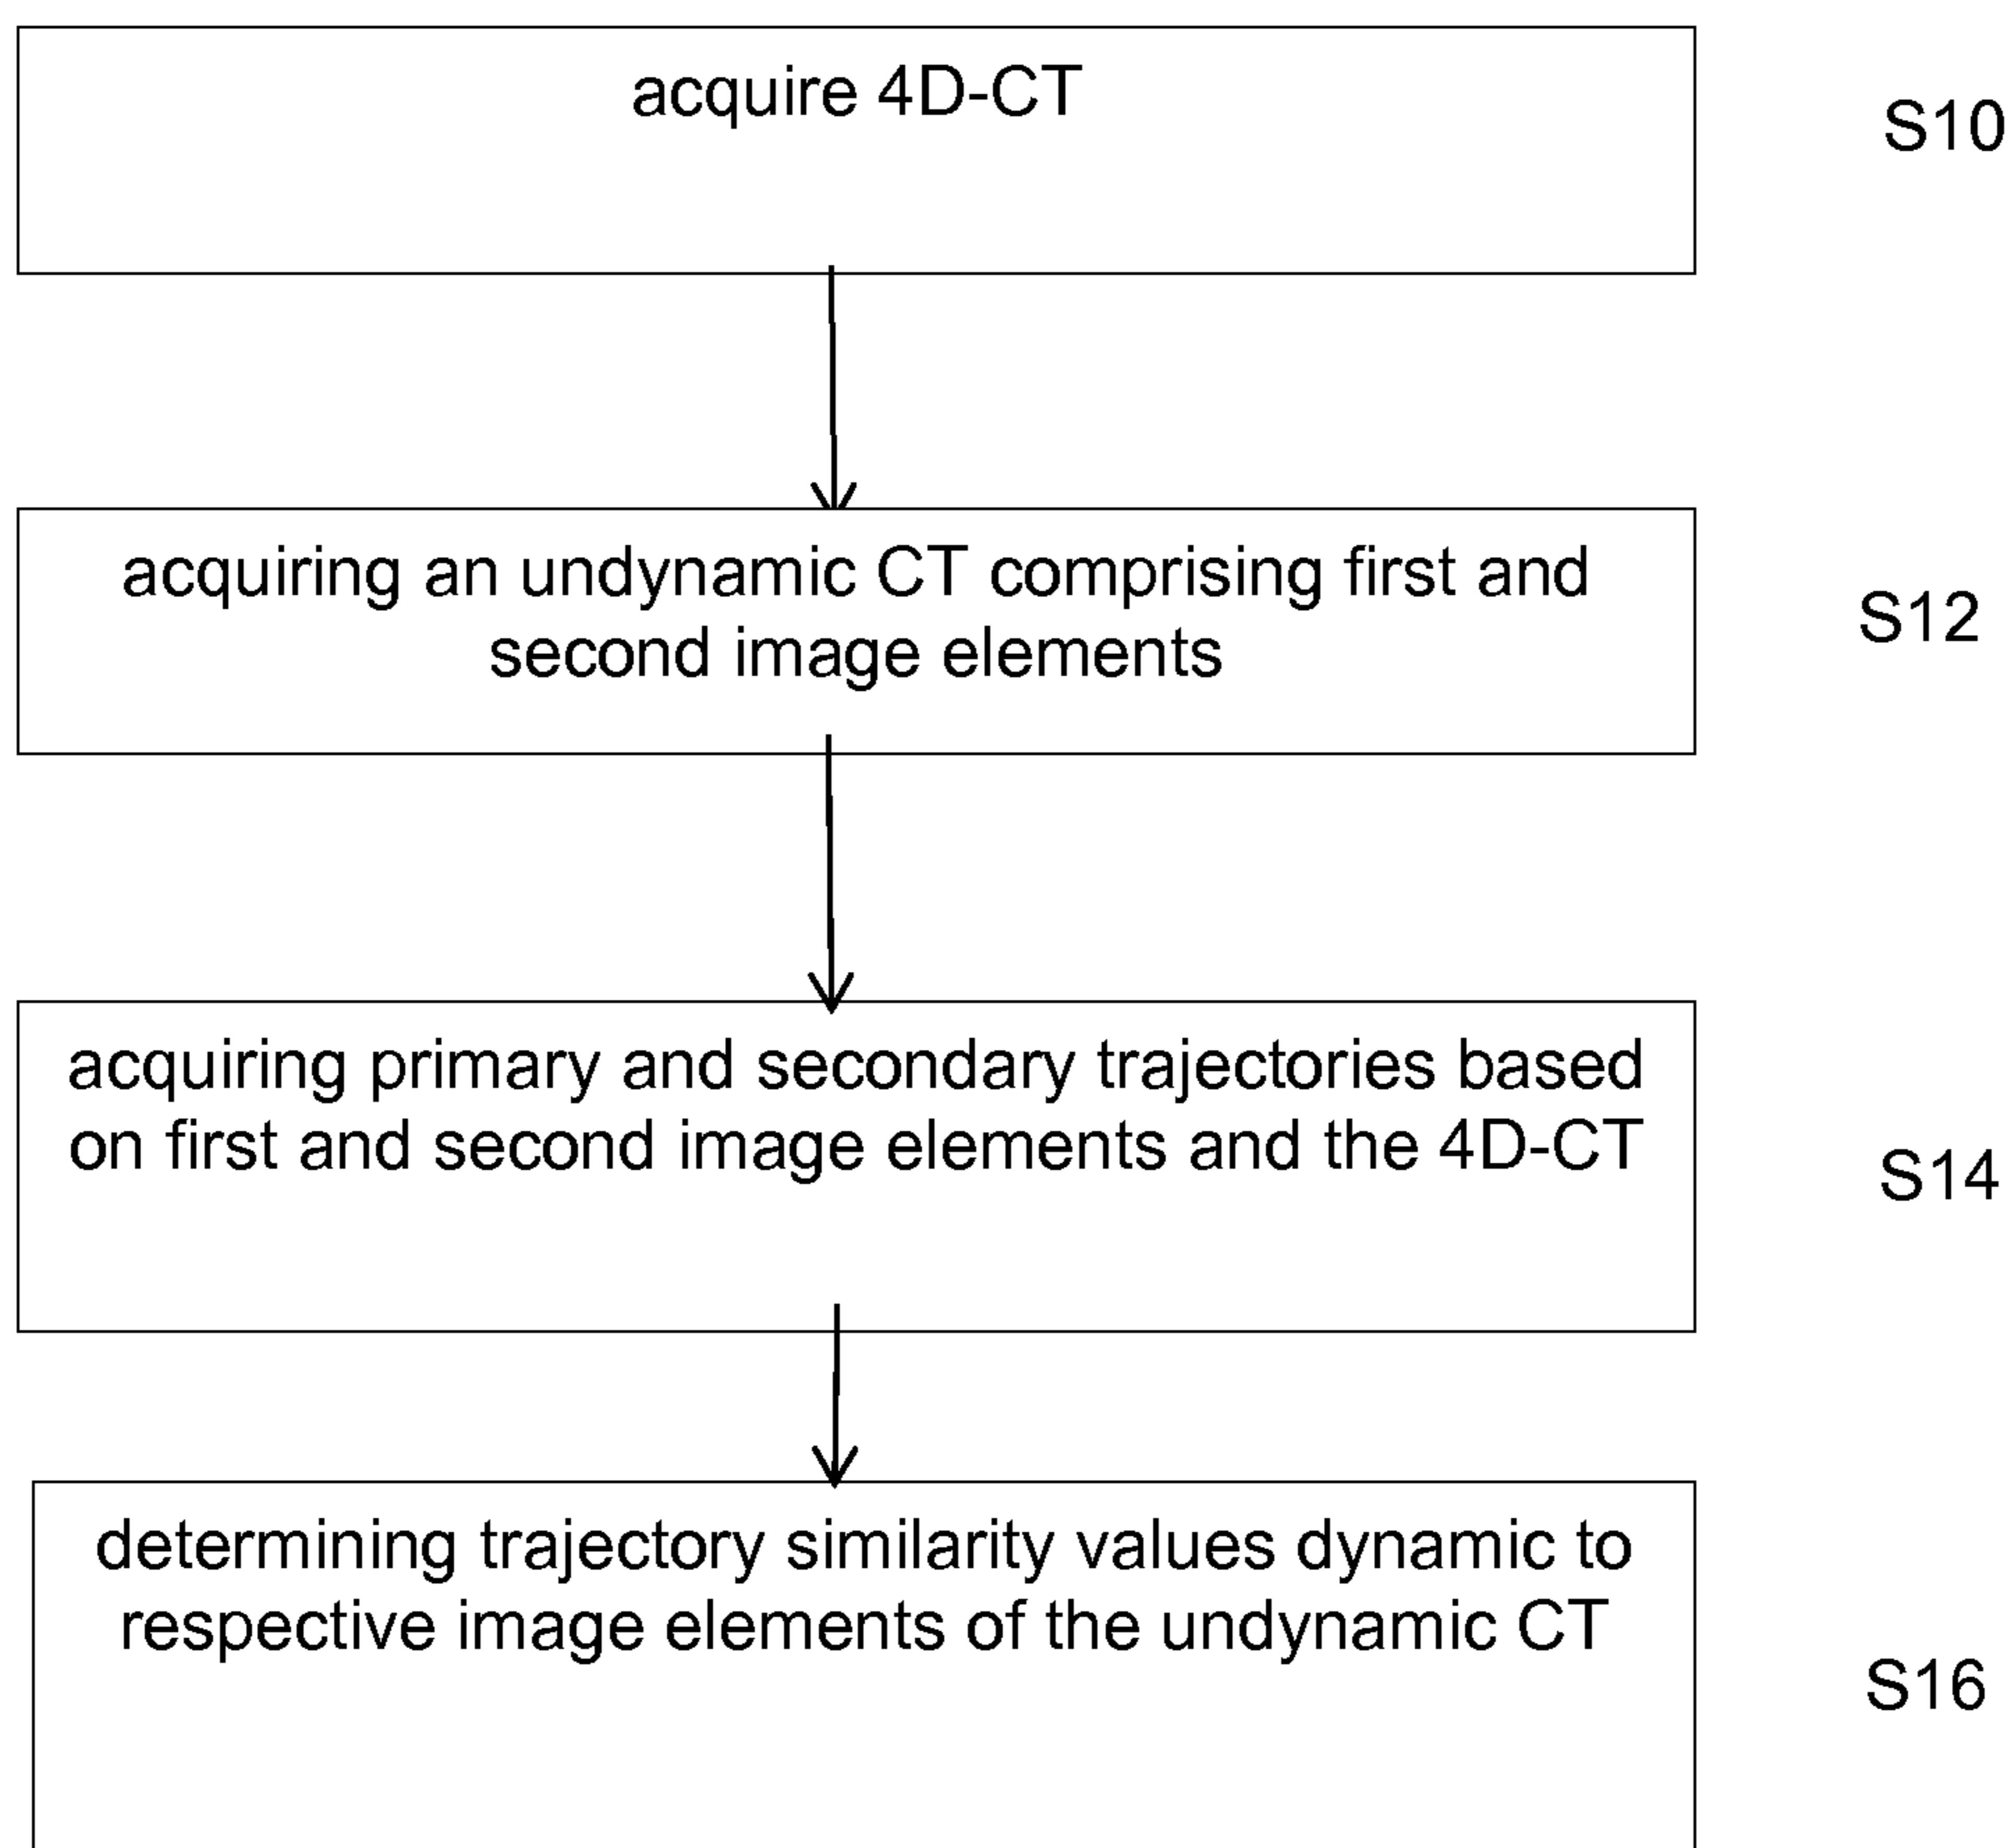 acquire 4D-CT
S10
acquiring an undynamic CT comprising first and
second image elements
S12
acquiring primary and secondary trajectories based
on first and second image elements and the 4D-CT
S14
determining trajectory similarity values dynamic to
respective image elements of the undynamic CT
S16